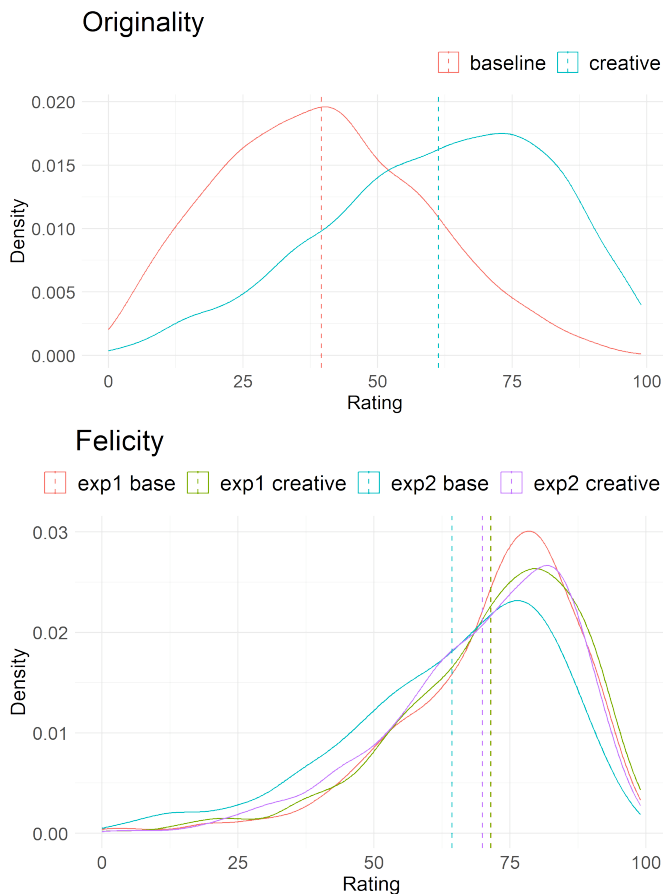 Originality
baseline creative
0.020
0.015
0.010
0.005
0.000
Density
0 25 50 75 100
Rating
Felicity
exp1 base exp1 creative exp2 base exp2 creative
0.03
0.02
0.01
0.00
Density
0 25 50 75 100
Rating